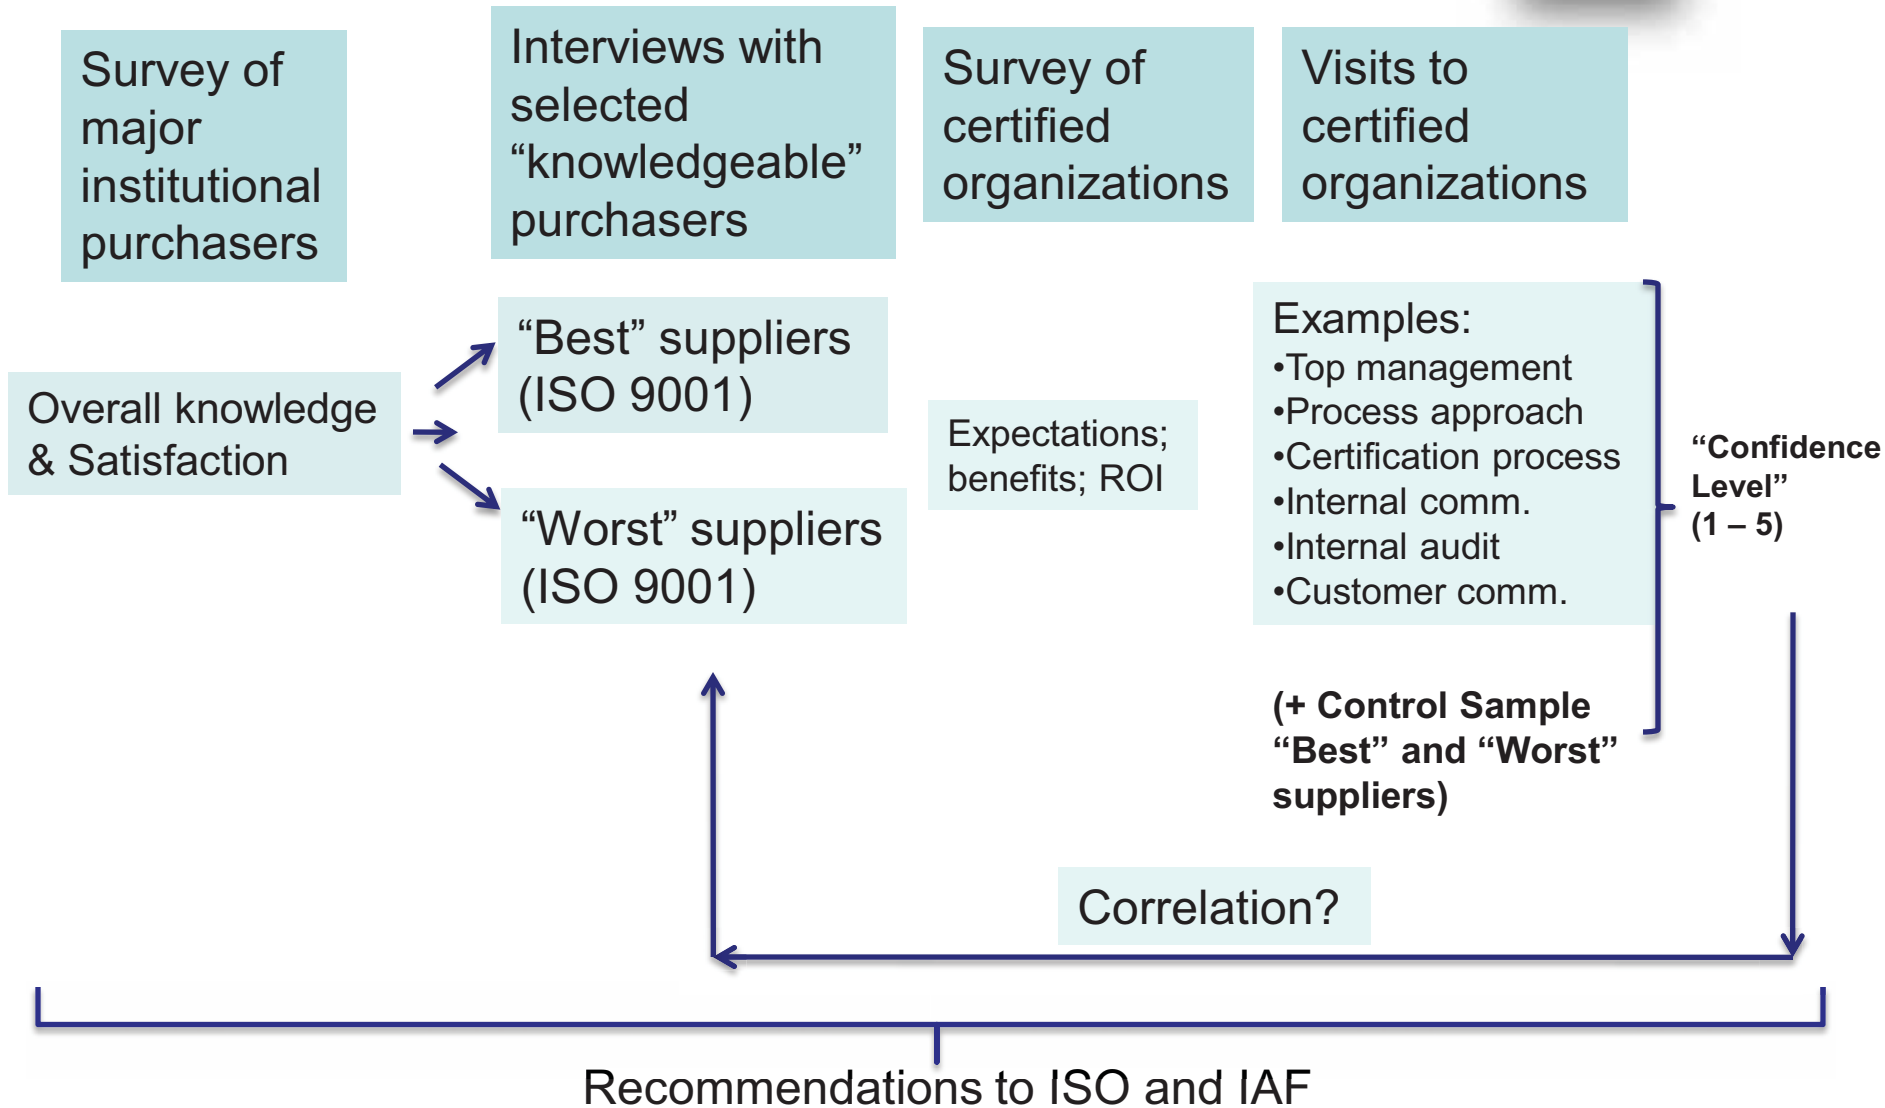 Survey of
major
institutional
purchasers
Interviews with
selected
“knowledgeable”
purchasers
Survey of
certified
organizations
Visits to
certified
organizations
Overall knowledge
& Satisfaction
“Best” suppliers
(ISO 9001)
“Worst” suppliers
(ISO 9001)
Expectations;
benefits; ROI
Examples:
•Top management
•Process approach
•Certification process
•Internal comm.
•Internal audit
•Customer comm.
(+ Control Sample
“Best” and “Worst”
suppliers)
“Confidence
Level”
(1 – 5)
Correlation?
Recommendations to ISO and IAF